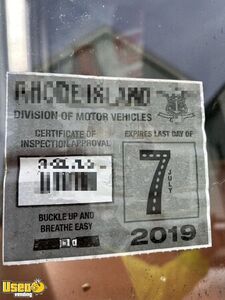 RHODE ISLAND
DIVISION OF MOTOR VEHICLES
CERTIFICATE OF
INSPECTION APPROVAL
EXPIRES LAST DAY OF
7
JULY
BUCKLE UP AND
BREATHE EASY
2019
Used
vending